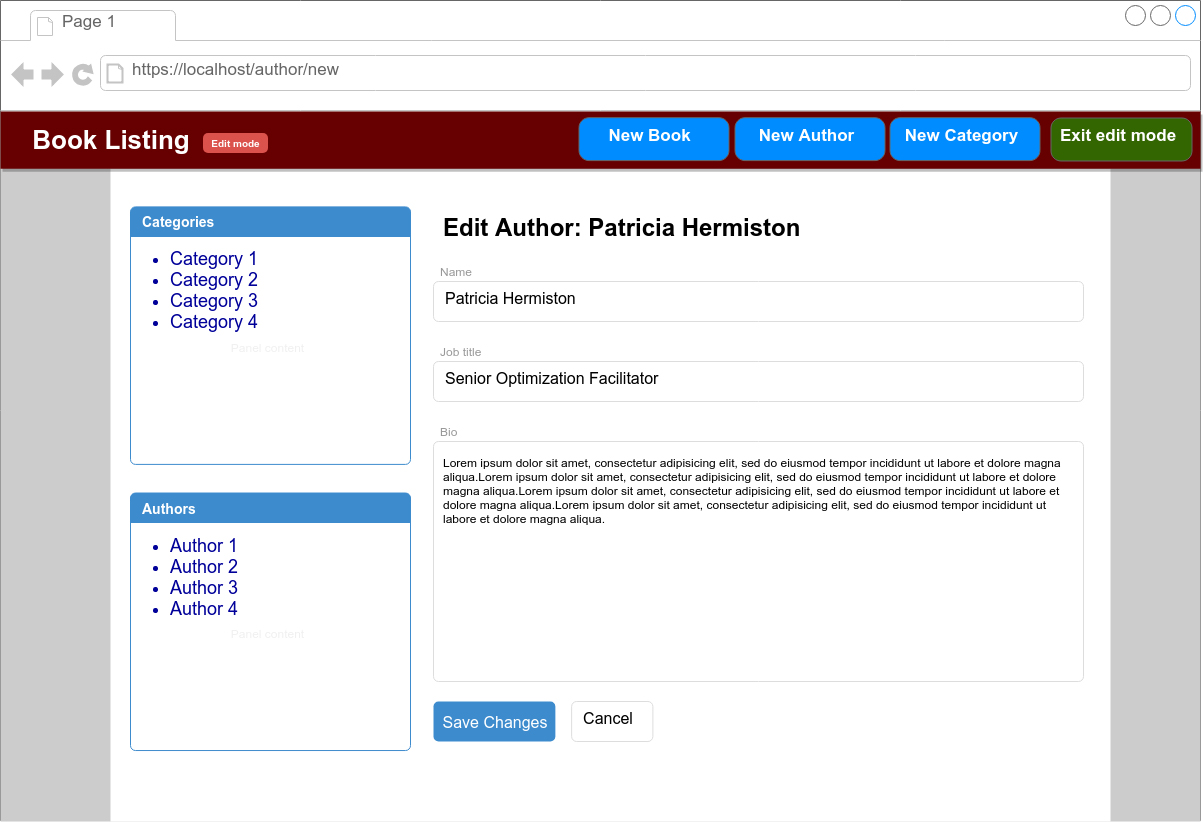 Page 1
https://localhost/author/new
Book Listing
Edit mode
New Book
New Author
New Category
Exit edit mode
Categories
Category 1
Category 2
Category 3
Category 4
Panel content
Authors
Author 1
Author 2
Author 3
Author 4
Panel content
Edit Author: Patricia Hermiston
Name
Patricia Hermiston
Job title
Senior Optimization Facilitator
Bio
Lorem ipsum dolor sit amet, consectetur adipisicing elit, sed do eiusmod tempor incididunt ut labore et dolore magna
aliqua.Lorem ipsum dolor sit amet, consectetur adipisicing elit, sed do eiusmod tempor incididunt ut labore et dolore
magna aliqua.Lorem ipsum dolor sit amet, consectetur adipisicing elit, sed do eiusmod tempor incididunt ut labore et
dolore magna aliqua.Lorem ipsum dolor sit amet, consectetur adipisicing elit, sed do eiusmod tempor incididunt ut
labore et dolore magna aliqua.
Save Changes
Cancel